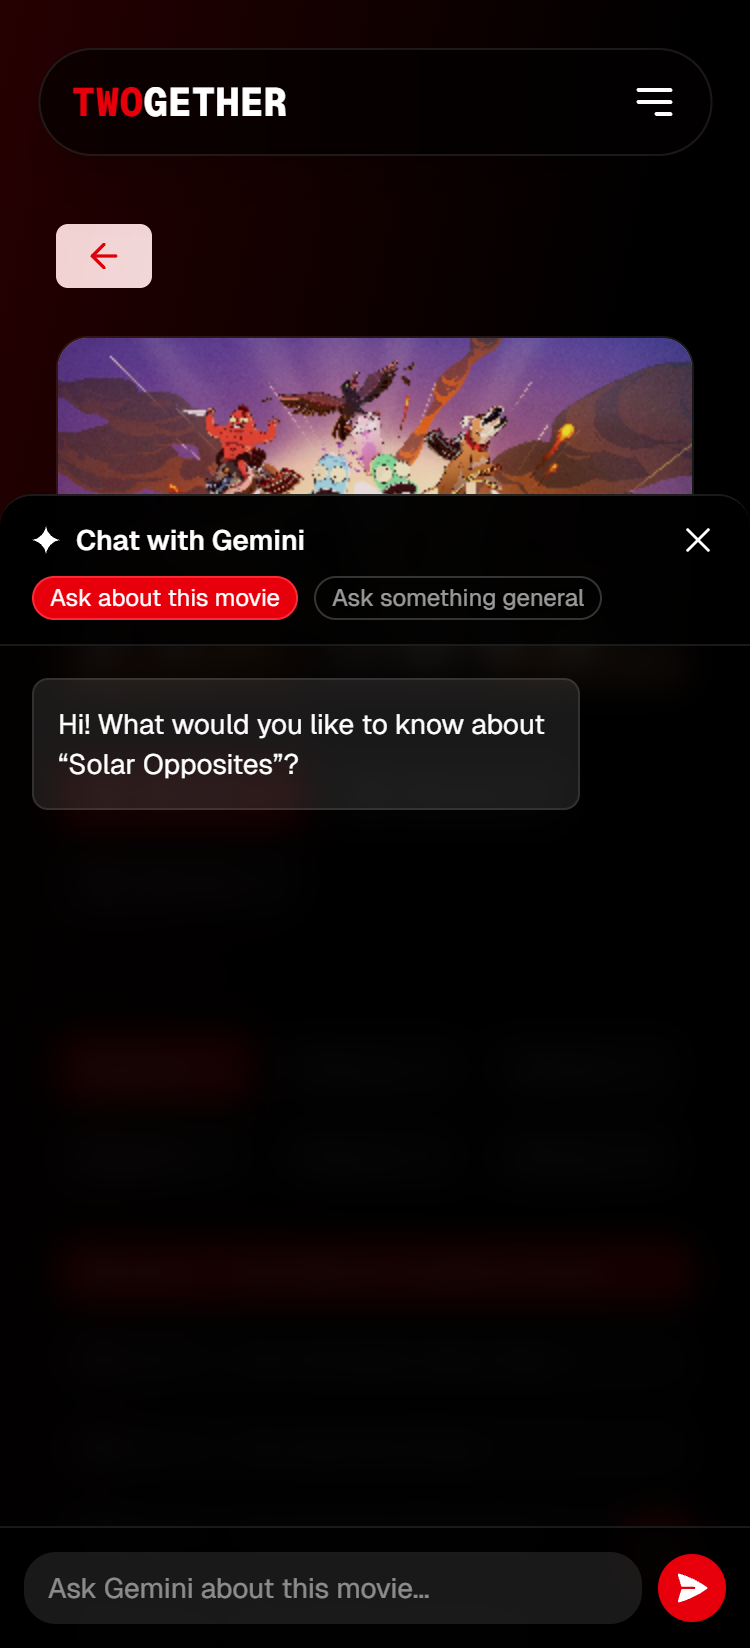 TWOGETHER
Chat with Gemini
Ask about this movie
Ask something general
Hi! What would you like to know about
“Solar Opposites”?
Ask Gemini about this movie...